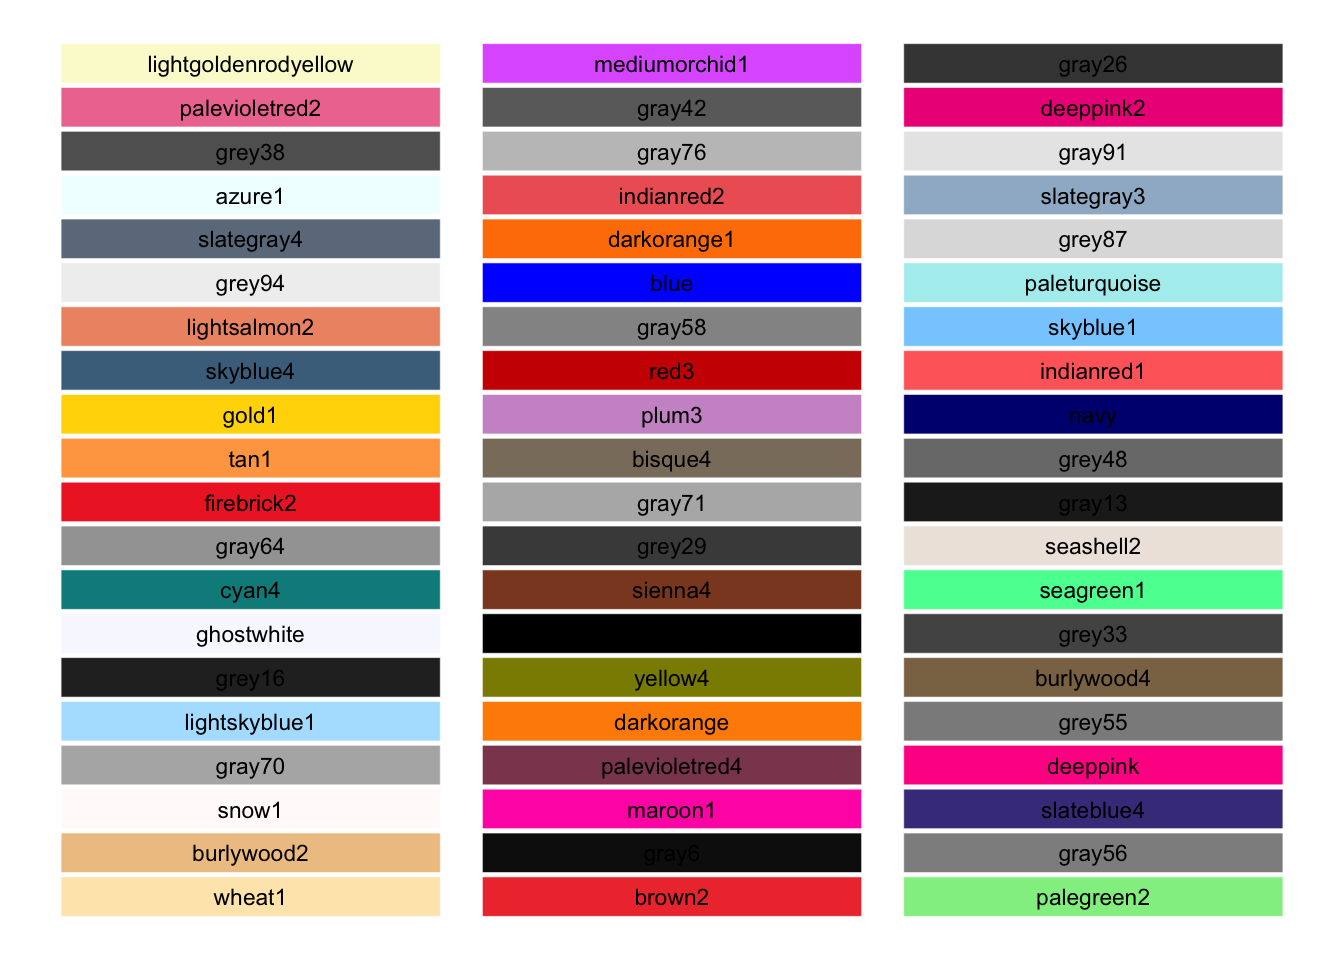 lightgoldenrodyellow
palevioletred2
grey38
azure1
slategray4
grey94
lightsalmon2
skyblue4
gold1
tan1
firebrick2
gray64
cyan4
ghostwhite
grey16
lightskyblue1
gray70
snow1
burlywood2
wheat1
mediumorchid1
gray42
gray76
indianred2
darkorange1
blue
gray58
red3
plum3
bisque4
gray71
grey29
sienna4
yellow4
darkorange
palevioletred4
maroon1
gray6
brown2
gray26
deeppink2
gray91
slategray3
grey87
paleturquoise
skyblue1
indianred1
navy
grey48
gray13
seashell2
seagreen1
grey33
burlywood4
grey55
deeppink
slateblue4
gray56
palegreen2